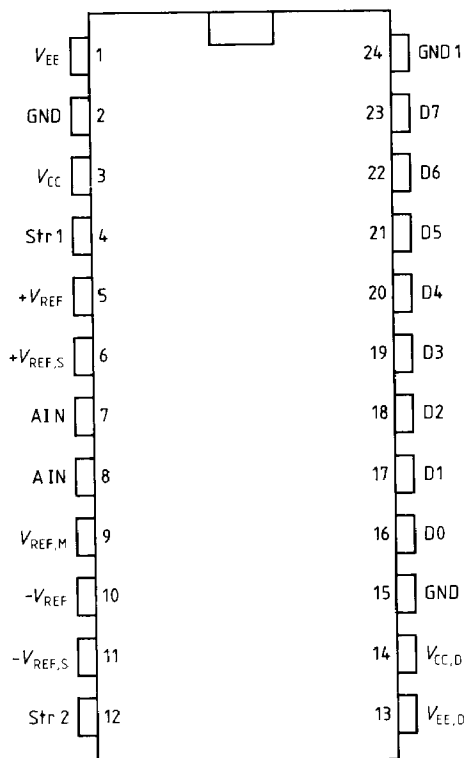 V_EE 1 24 GND 1
GND 2 23 D7
V_CC 3 22 D6
Str 1 4 21 D5
+V_REF 5 20 D4
+V_REF,S 6 19 D3
AIN 7 18 D2
AIN 8 17 D1
V_REF,M 9 16 D0
-V_REF 10 15 GND
-V_REF,S 11 14 V_CC,D
Str 2 12 13 V_EE,D